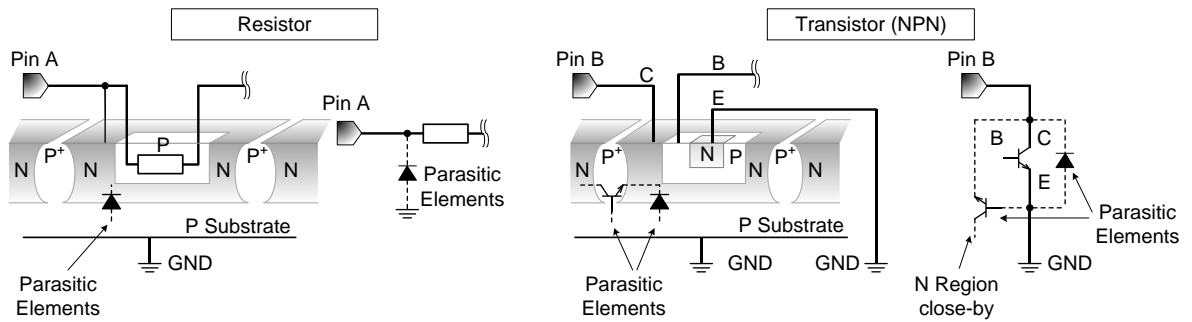 Resistor
Transistor (NPN)
Pin A
Pin A
N
P+
N
P
N
P+
N
Parasitic
Elements
P Substrate
GND
Parasitic
Elements
Pin B
C
B
E
N
P+
N
N
P
N
P+
N
P Substrate
GND
GND
Parasitic
Elements
Pin B
B
C
E
Parasitic
Elements
GND
N Region
close-by